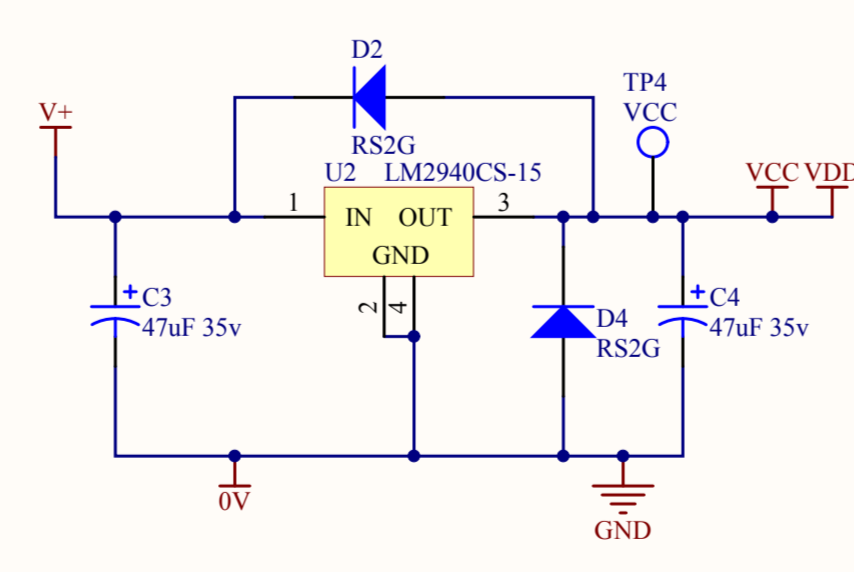 D2
RS2G
TP4
VCC
V+
U2 LM2940CS-15
VCC VDD
1 IN OUT 3
GND
2 4
+ C3
47uF 35v
D4
RS2G
+ C4
47uF 35v
0V
GND